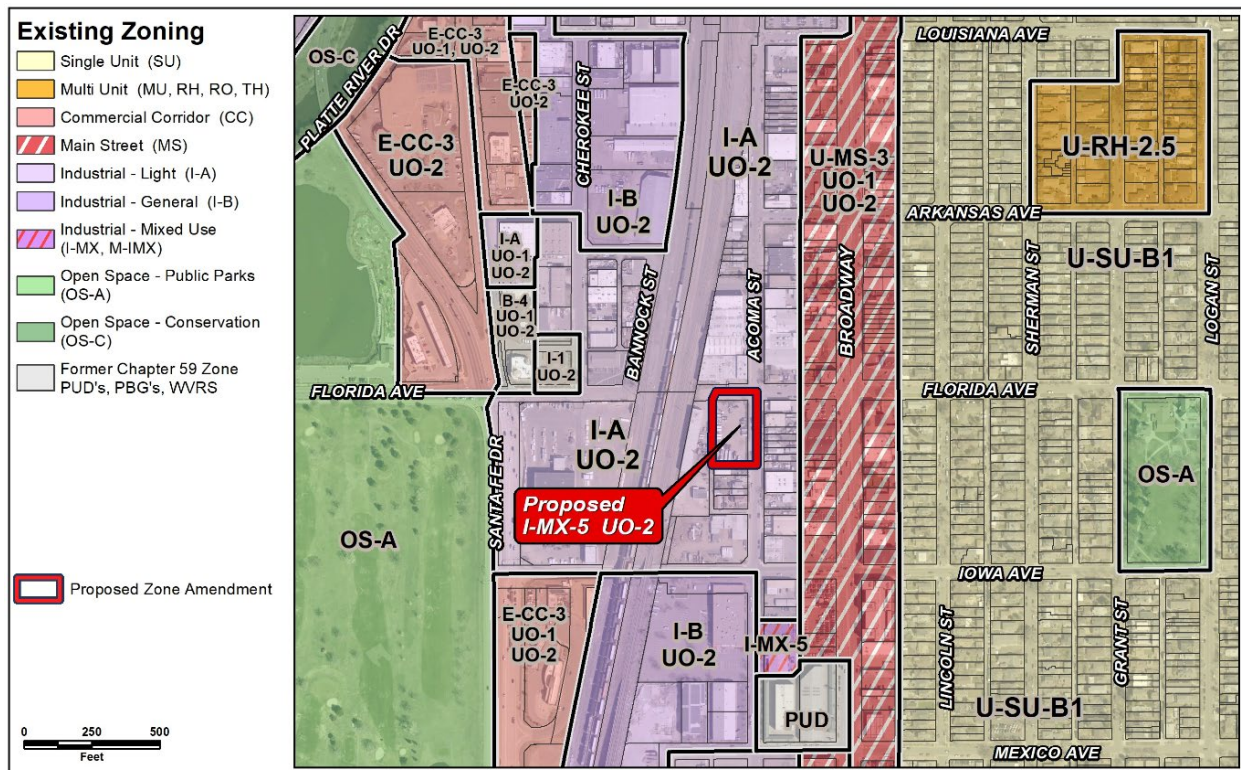 Existing Zoning
Single Unit (SU)
Multi Unit (MU, RH, RO, TH)
Commercial Corridor (CC)
Main Street (MS)
Industrial - Light (I-A)
Industrial - General (I-B)
Industrial - Mixed Use
(I-MX, M-IMX)
Open Space - Public Parks
(OS-A)
Open Space - Conservation
(OS-C)
Former Chapter 59 Zone
PUD's, PBG's, WVRS
Proposed Zone Amendment
0 250 500
Feet
OS-C
PLATTE RIVER DR
E-CC-3
UO-1, UO-2
E-CC-3
UO-2
CHEROKEE ST
E-CC-3
UO-2
I-B
UO-2
I-A
UO-2
U-MS-3
UO-1
UO-2
LOUISIANA AVE
U-RH-2.5
ARKANSAS AVE
I-A
UO-1
UO-2
B-4
UO-1
UO-2
I-1
UO-2
BANNOCK ST
ACOMA ST
BROADWAY
SHERMAN ST
U-SU-B1
LOGAN ST
FLORIDA AVE
FLORIDA AVE
I-A
UO-2
SANTA FE DR
Proposed
I-MX-5 UO-2
OS-A
OS-A
IOWA AVE
E-CC-3
UO-1
UO-2
I-B
UO-2
I-MX-5
PUD
LINCOLN ST
GRANT ST
U-SU-B1
MEXICO AVE